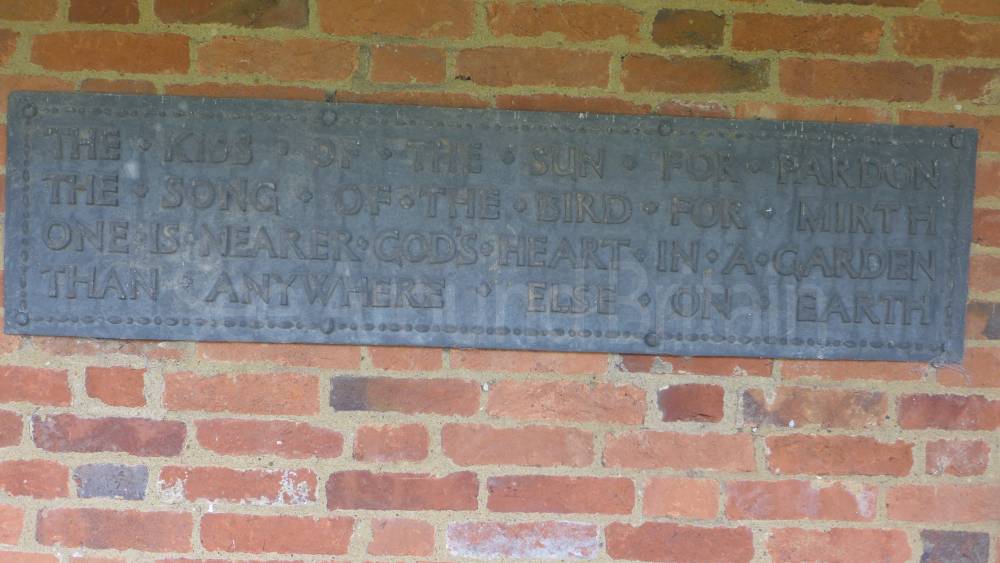 THE · KISS · OF · THE · SUN · FOR · PARDON
THE · SONG · OF · THE · BIRD · FOR · MIRTH
ONE · IS · NEARER · GOD'S · HEART · IN · A · GARDEN
THAN · ANYWHERE · ELSE · ON · EARTH